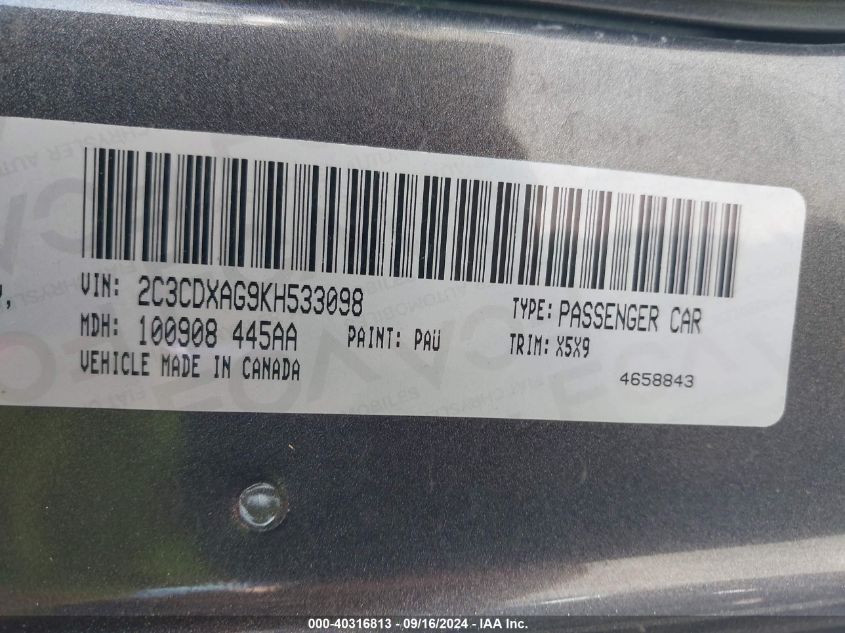 VIN: 2C3CDXAG9KH533098
TYPE: PASSENGER CAR
MDH: 100908 445AA PAINT: PAU TRIM: X5X9
VEHICLE MADE IN CANADA
4658843
000-40316813 - 09/16/2024 - IAA Inc.